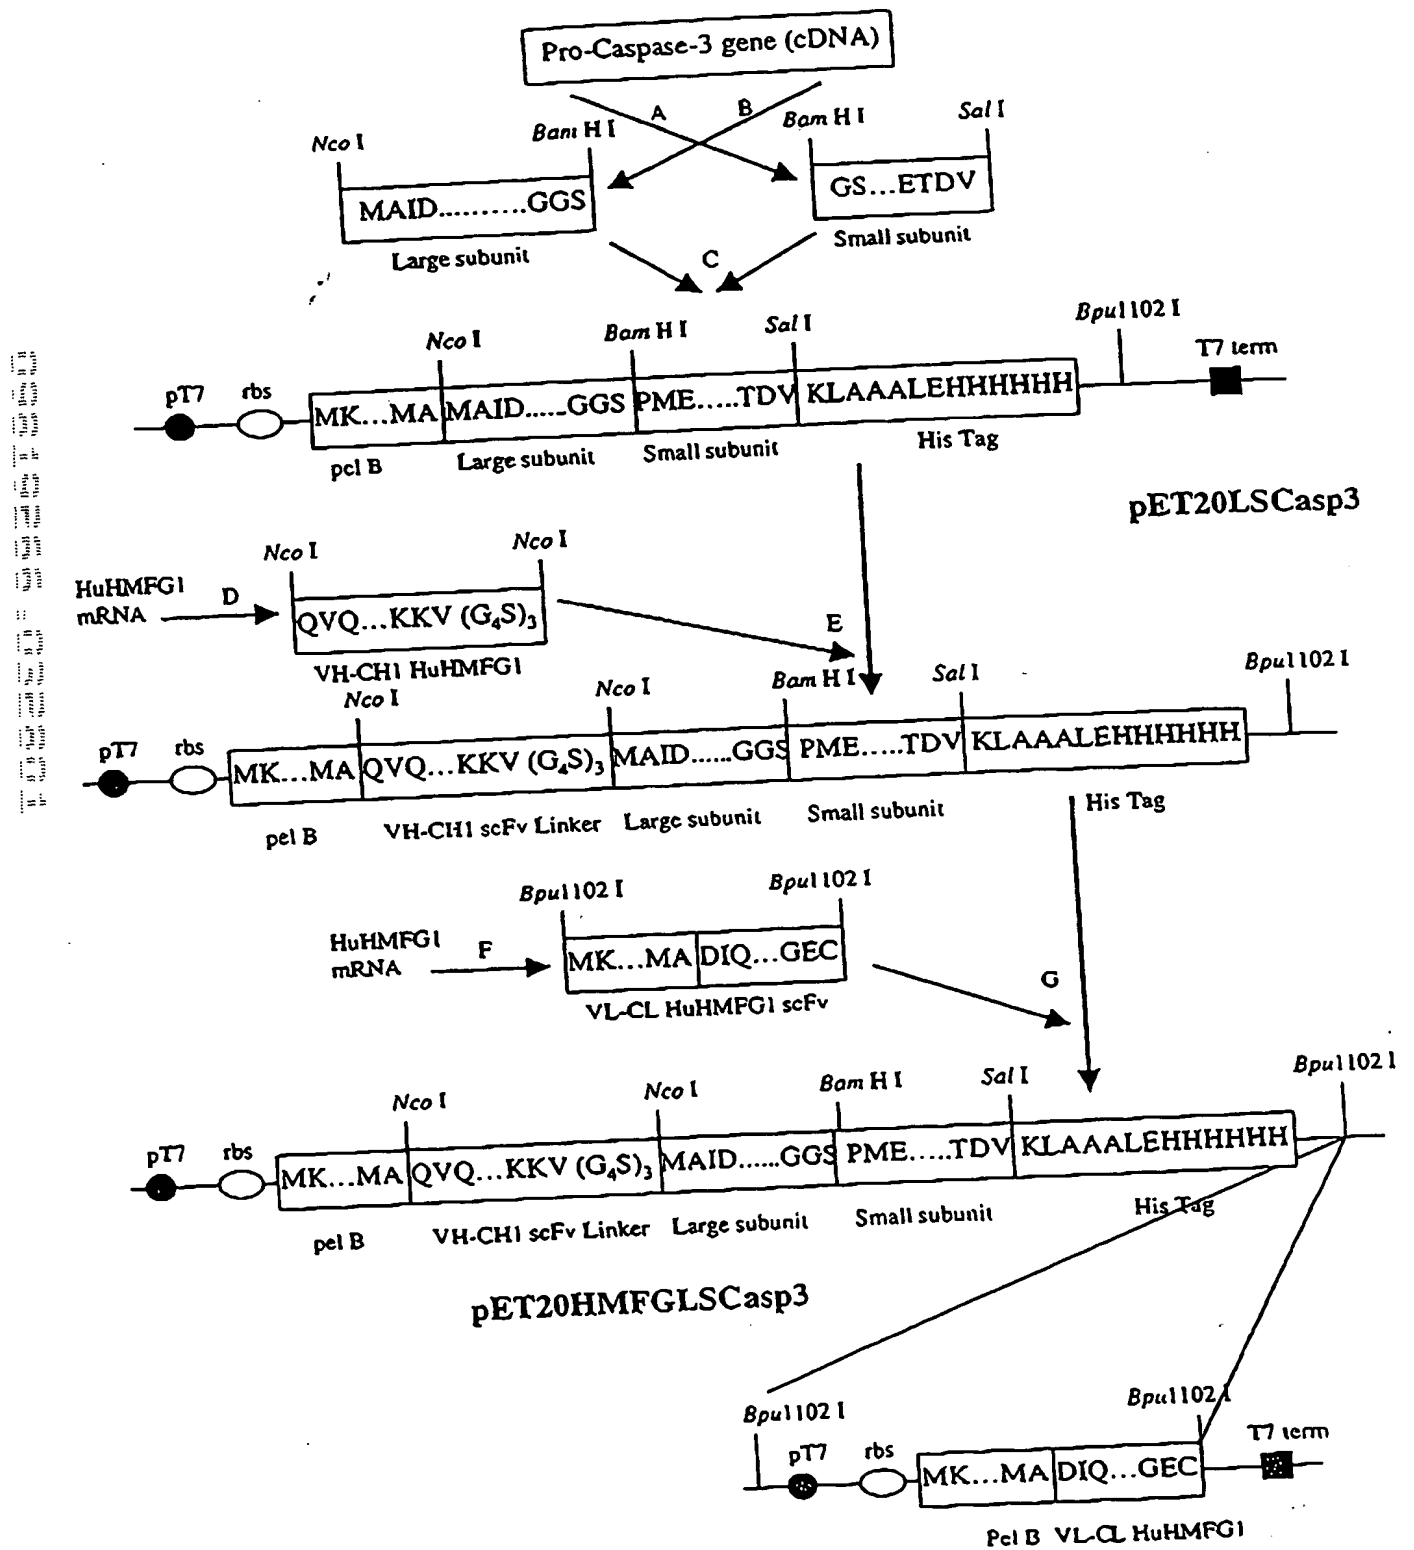 Pro-Caspase-3 gene (cDNA)
A
B
Nco I
Bam H I
Bam H I
Sal I
MAID..........GGS
GS...ETDV
Large subunit
Small subunit
C
Nco I
Bam H I
Sal I
Bpu1102 I
T7 term
pT7
rbs
MK...MA
MAID......GGS
PME.....TDV
KLAAALEHHHHHH
pel B
Large subunit
Small subunit
His Tag
pET20LSCasp3
Nco I
Nco I
HuHMFG1
mRNA
D
QVQ...KKV (G₄S)₃
E
VH-CH1 HuHMFG1
Nco I
Nco I
Bam H I
Sal I
Bpu1102 I
pT7
rbs
MK...MA
QVQ...KKV (G₄S)₃
MAID......GGS
PME.....TDV
KLAAALEHHHHHH
pel B
VH-CH1 scFv Linker
Large subunit
Small subunit
His Tag
Bpu1102 I
Bpu1102 I
HuHMFG1
mRNA
F
MK...MA
DIQ...GEC
G
VL-CL HuHMFG1 scFv
Nco I
Nco I
Bam H I
Sal I
Bpu1102 I
pT7
rbs
MK...MA
QVQ...KKV (G₄S)₃
MAID......GGS
PME.....TDV
KLAAALEHHHHHH
pel B
VH-CH1 scFv Linker
Large subunit
Small subunit
His Tag
pET20HMFGLSCasp3
Bpu1102 I
Bpu1102 I
pT7
rbs
T7 term
MK...MA
DIQ...GEC
Pel B
VL-CL HuHMFG1